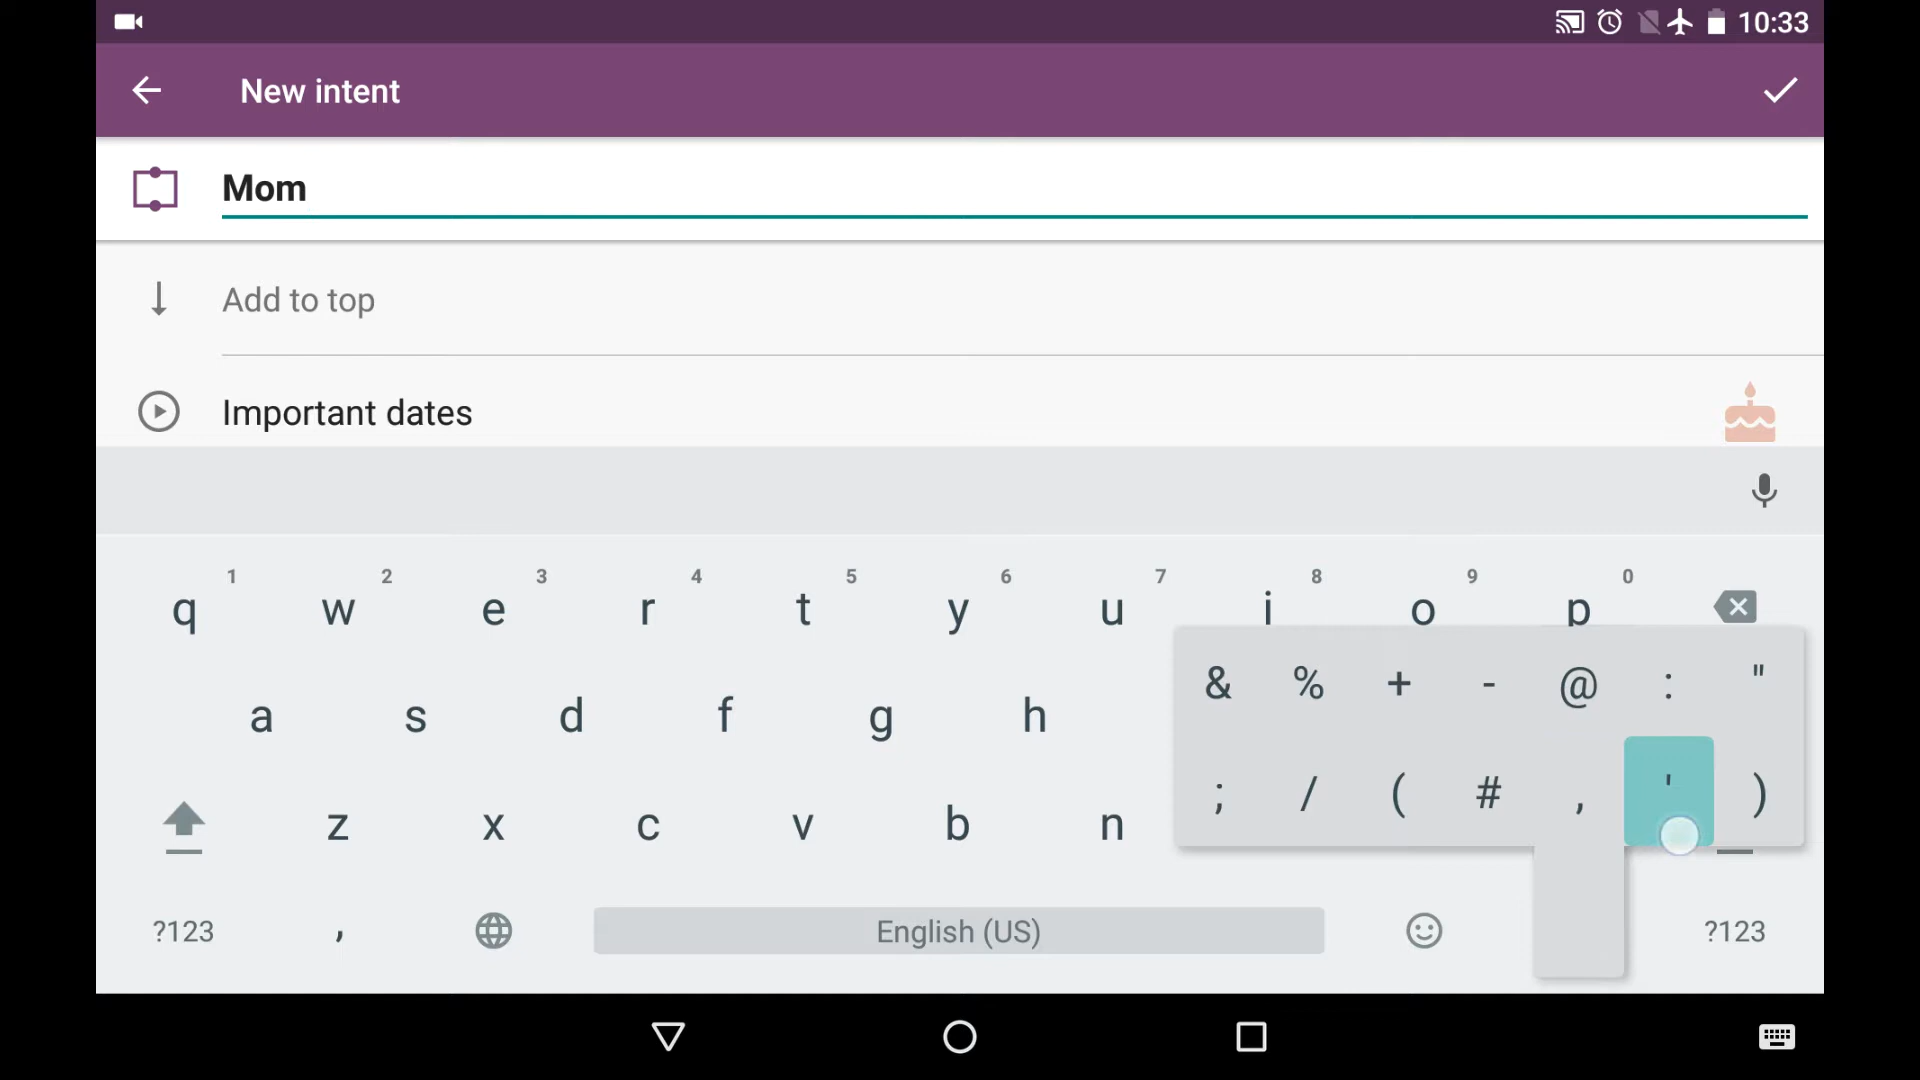 10:33
New intent
Mom
Add to top
Important dates
1 2 3 4 5 6 7 8 9 0
q w e r t y u i o p
& % + - @ : "
a s d f g h
; / ( # , ' )
z x c v b n
?123 , English (US) ?123